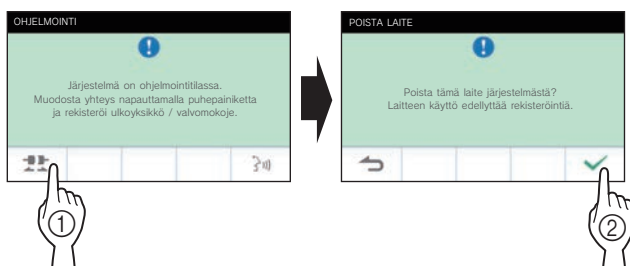 OHJELMOINTI
Järjestelmä on ohjelmointitilassa.
Muodosta yhteys napauttamalla puhepainiketta
ja rekisteröi ulkoyksikkö / valvomokoje.
1
POISTA LAITE
Poista tämä laite järjestelmästä?
Laitteen käyttö edellyttää rekisteröintiä.
2